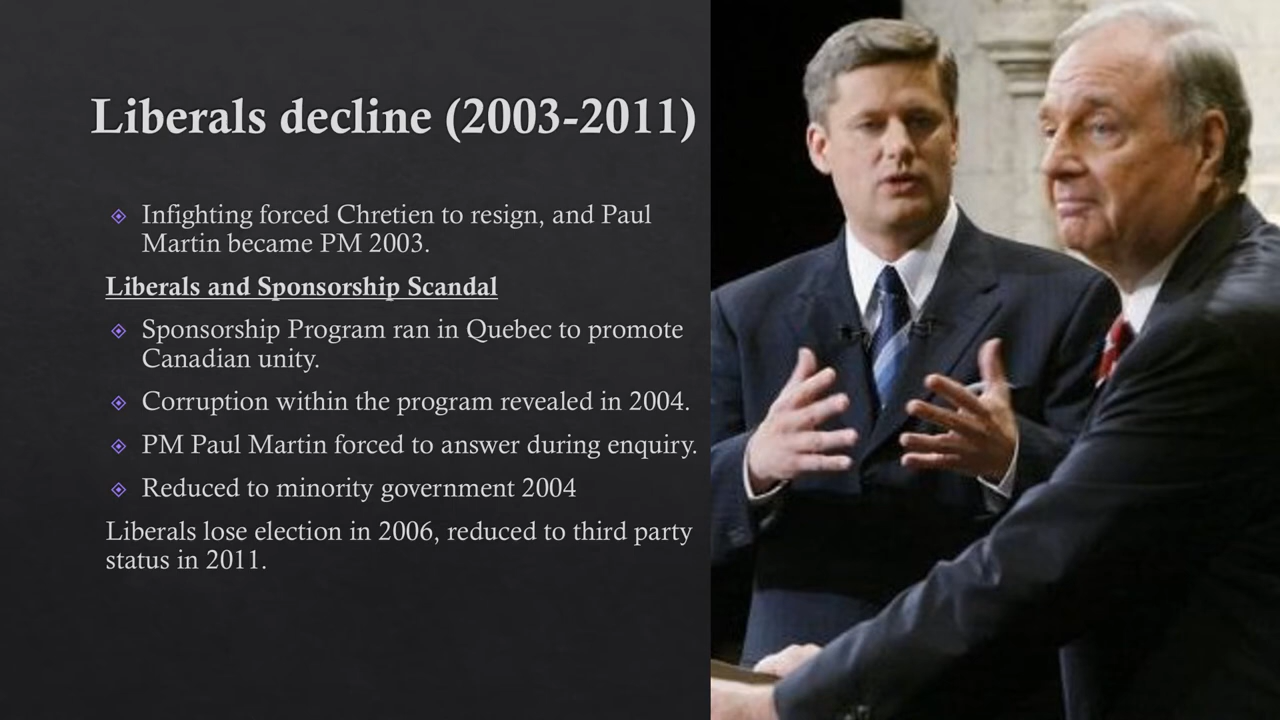 Liberals decline (2003-2011)
Infighting forced Chretien to resign, and Paul
Martin became PM 2003.
Liberals and Sponsorship Scandal
Sponsorship Program ran in Quebec to promote
Canadian unity.
Corruption within the program revealed in 2004.
PM Paul Martin forced to answer during enquiry.
Reduced to minority government 2004
Liberals lose election in 2006, reduced to third party
status in 2011.